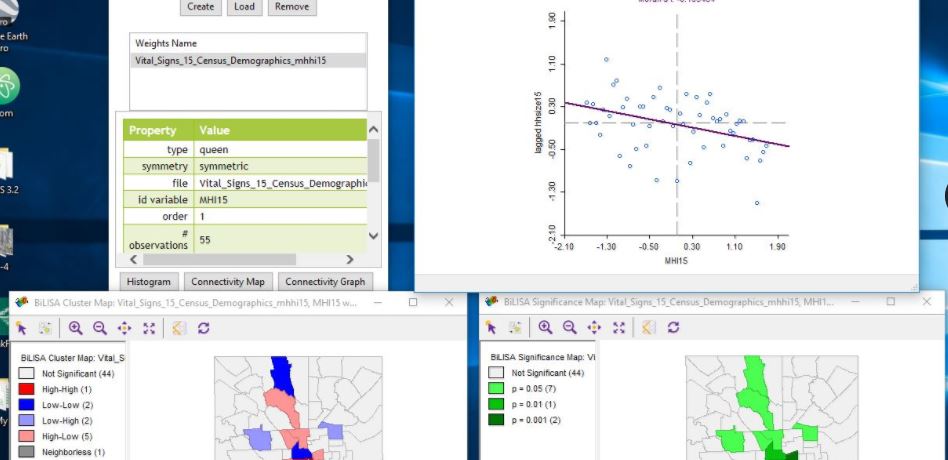 Create Load Remove
e Earth
ro
Weights Name
Vital_Signs_15_Census_Demographics_mhhi15
om
Property Value
type queen
symmetry symmetric
file Vital_Signs_15_Census_Demographic
id variable MHI15
order 1
# observations 55
S 3.2
-4
Histogram Connectivity Map Connectivity Graph
lagged hhsize15
1.90
1.10
0.30
-0.50
-1.30
-2.10
-2.10 -1.30 -0.50 0.30 1.10 1.90
MHI15
BiLISA Cluster Map: Vital_Signs_15_Census_Demographics_mhhi15, MHI15 w...
BiLISA Cluster Map: Vital_S
Not Significant (44)
High-High (1)
Low-Low (2)
Low-High (2)
High-Low (5)
Neighborless (1)
My
BiLISA Significance Map: Vital_Signs_15_Census_Demographics_mhhi15, MHI1...
BiLISA Significance Map: Vi
Not Significant (44)
p = 0.05 (7)
p = 0.01 (1)
p = 0.001 (2)